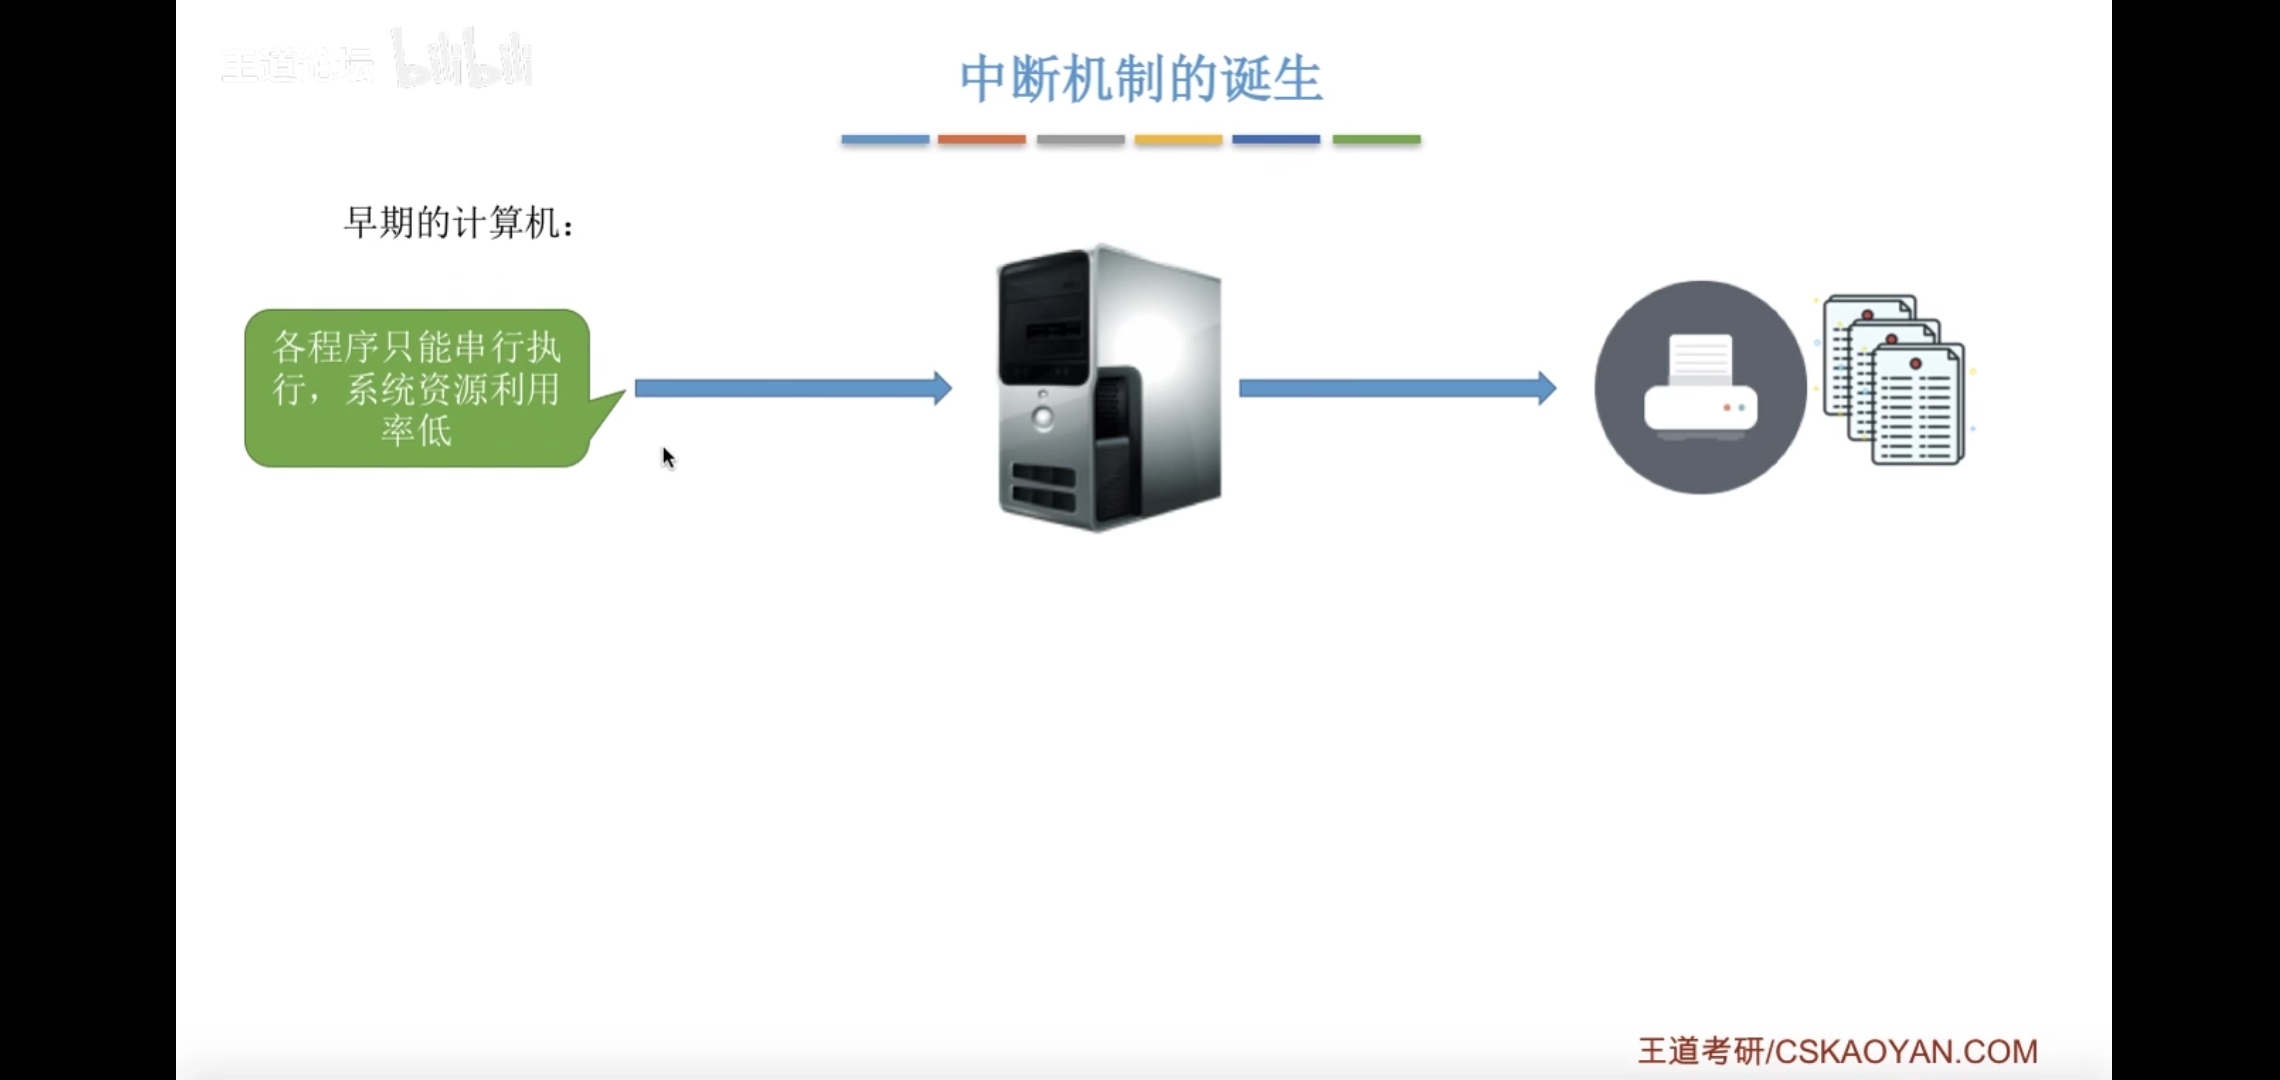 王道论坛 bilibili
中断机制的诞生
早期的计算机：
各程序只能串行执
行，系统资源利用
率低
王道考研/CSKAOYAN.COM